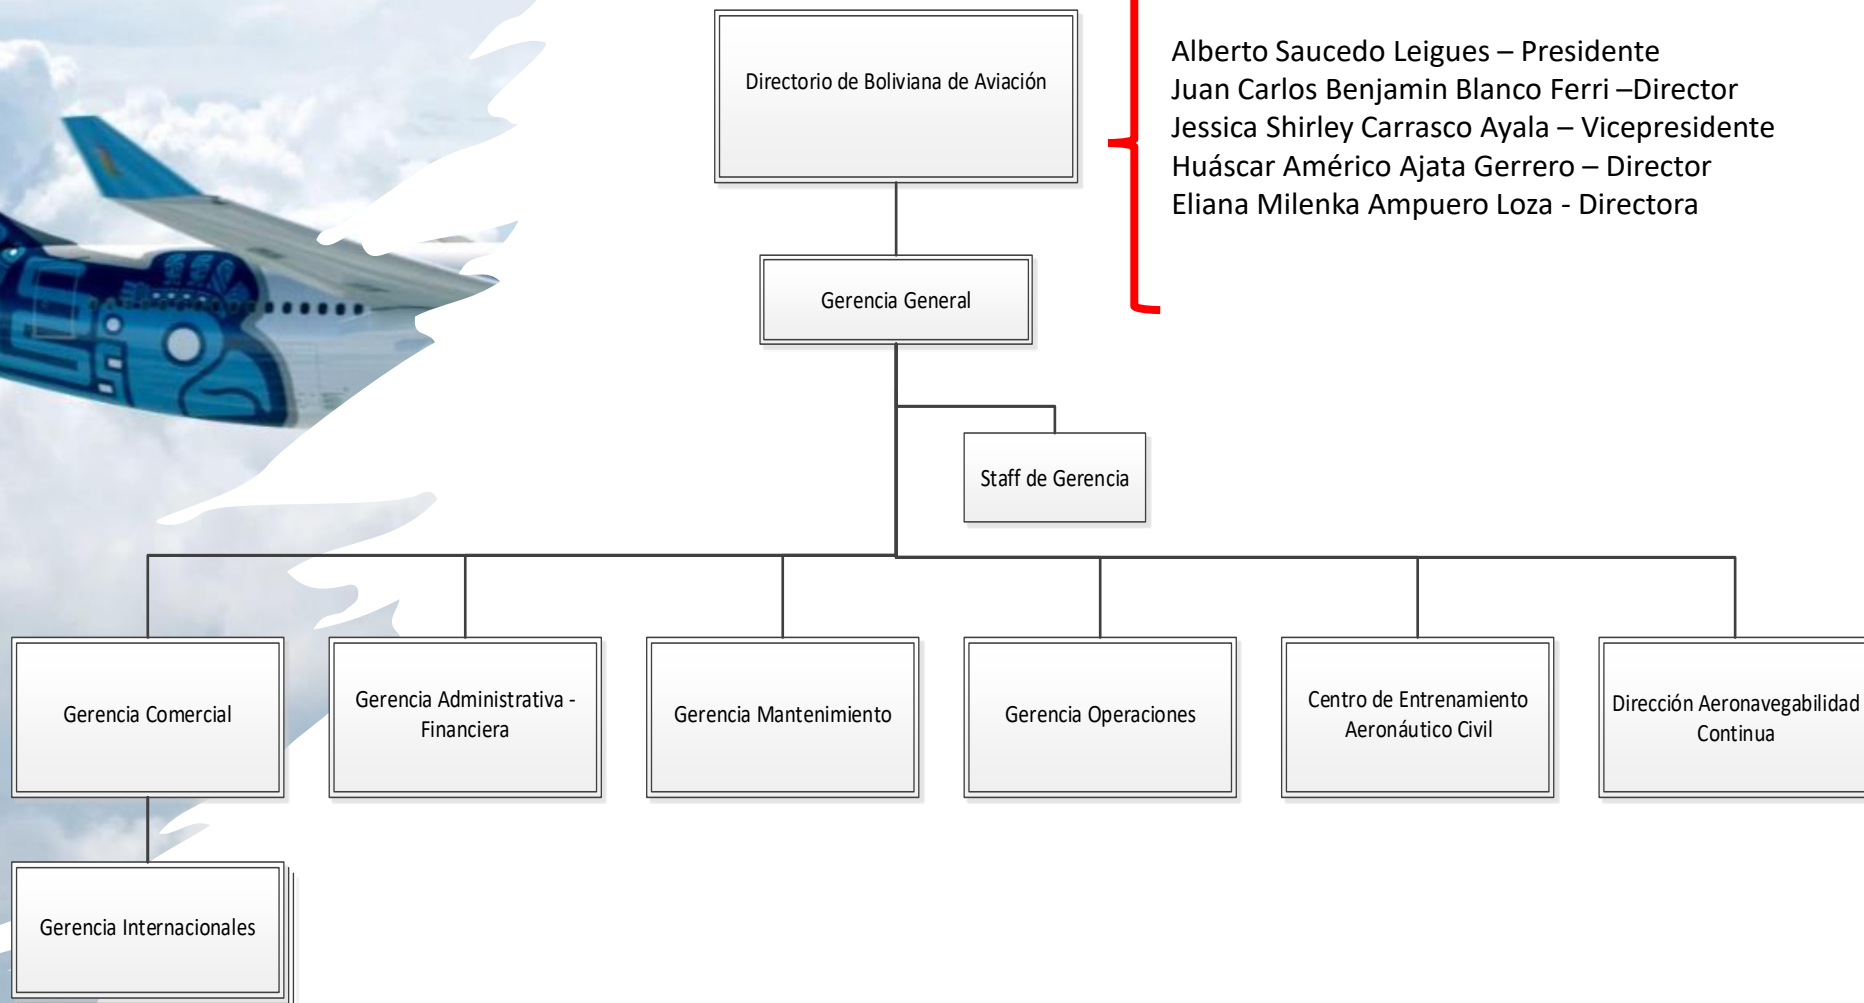 Directorio de Boliviana de Aviación
Alberto Saucedo Leigues – Presidente
Juan Carlos Benjamin Blanco Ferri –Director
Jessica Shirley Carrasco Ayala – Vicepresidente
Huáscar Américo Ajata Gerrero – Director
Eliana Milenka Ampuero Loza - Directora
Gerencia General
Staff de Gerencia
Gerencia Comercial
Gerencia Administrativa -
Financiera
Gerencia Mantenimiento
Gerencia Operaciones
Centro de Entrenamiento
Aeronáutico Civil
Dirección Aeronavegabilidad
Continua
Gerencia Internacionales